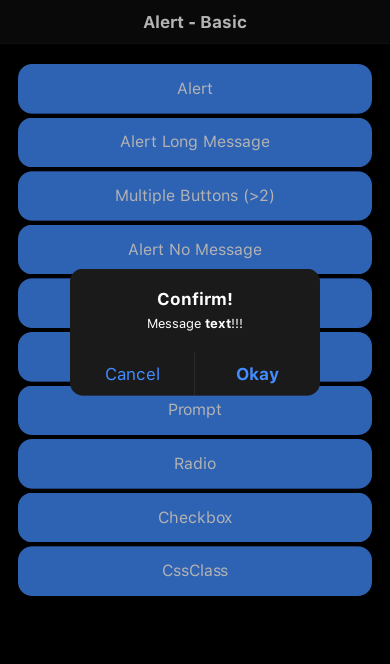 Alert - Basic
Alert
Alert Long Message
Multiple Buttons (>2)
Alert No Message
Confirm!
Message text!!!
Cancel Okay
Prompt
Radio
Checkbox
CssClass